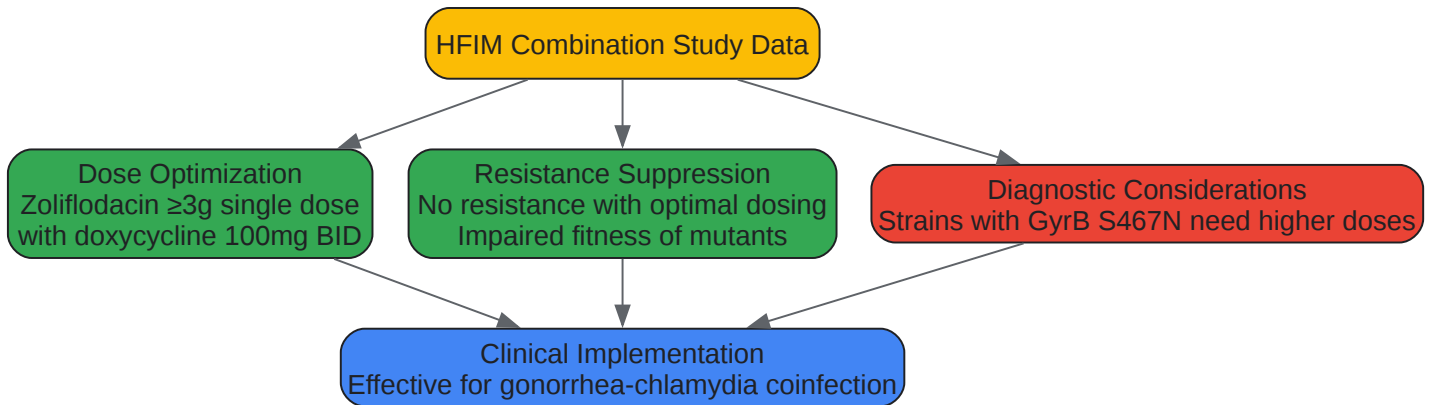 HFIM Combination Study Data
Dose Optimization
Zoliflodacin ≥3g single dose
with doxycycline 100mg BID
Resistance Suppression
No resistance with optimal dosing
Impaired fitness of mutants
Diagnostic Considerations
Strains with GyrB S467N need higher doses
Clinical Implementation
Effective for gonorrhea-chlamydia coinfection